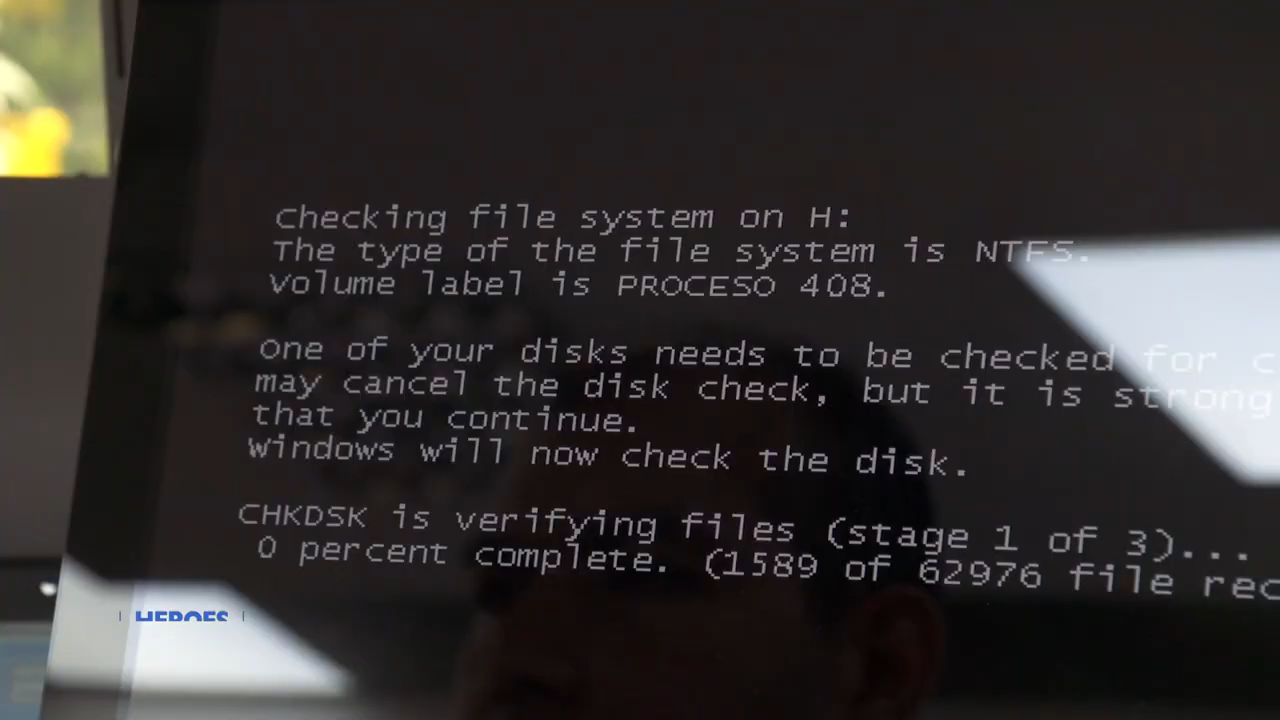 Checking file system on H:
The type of the file system is NTFS.
Volume label is PROCESO 408.
One of your disks needs to be checked for
may cancel the disk check, but it is
that you continue.
Windows will now check the disk.
CHKDSK is verifying files (stage 1 of 3)...
0 percent complete. (1589 of 62976 file
HEROES